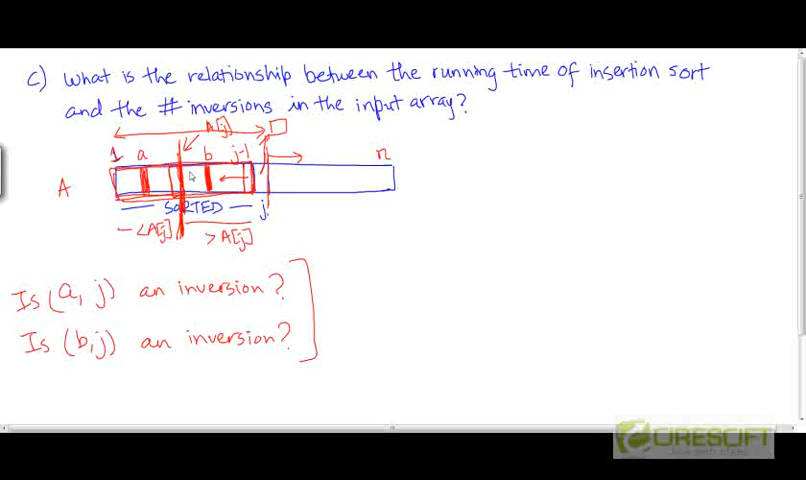 c) What is the relationship between the running time of insertion sort
and the # inversions in the input array?
A[j]
1 a b j-1 n
A
SORTED j
<A[j] >A[j]
Is (a, j) an inversion?
Is (b, j) an inversion?
CIRESOFT